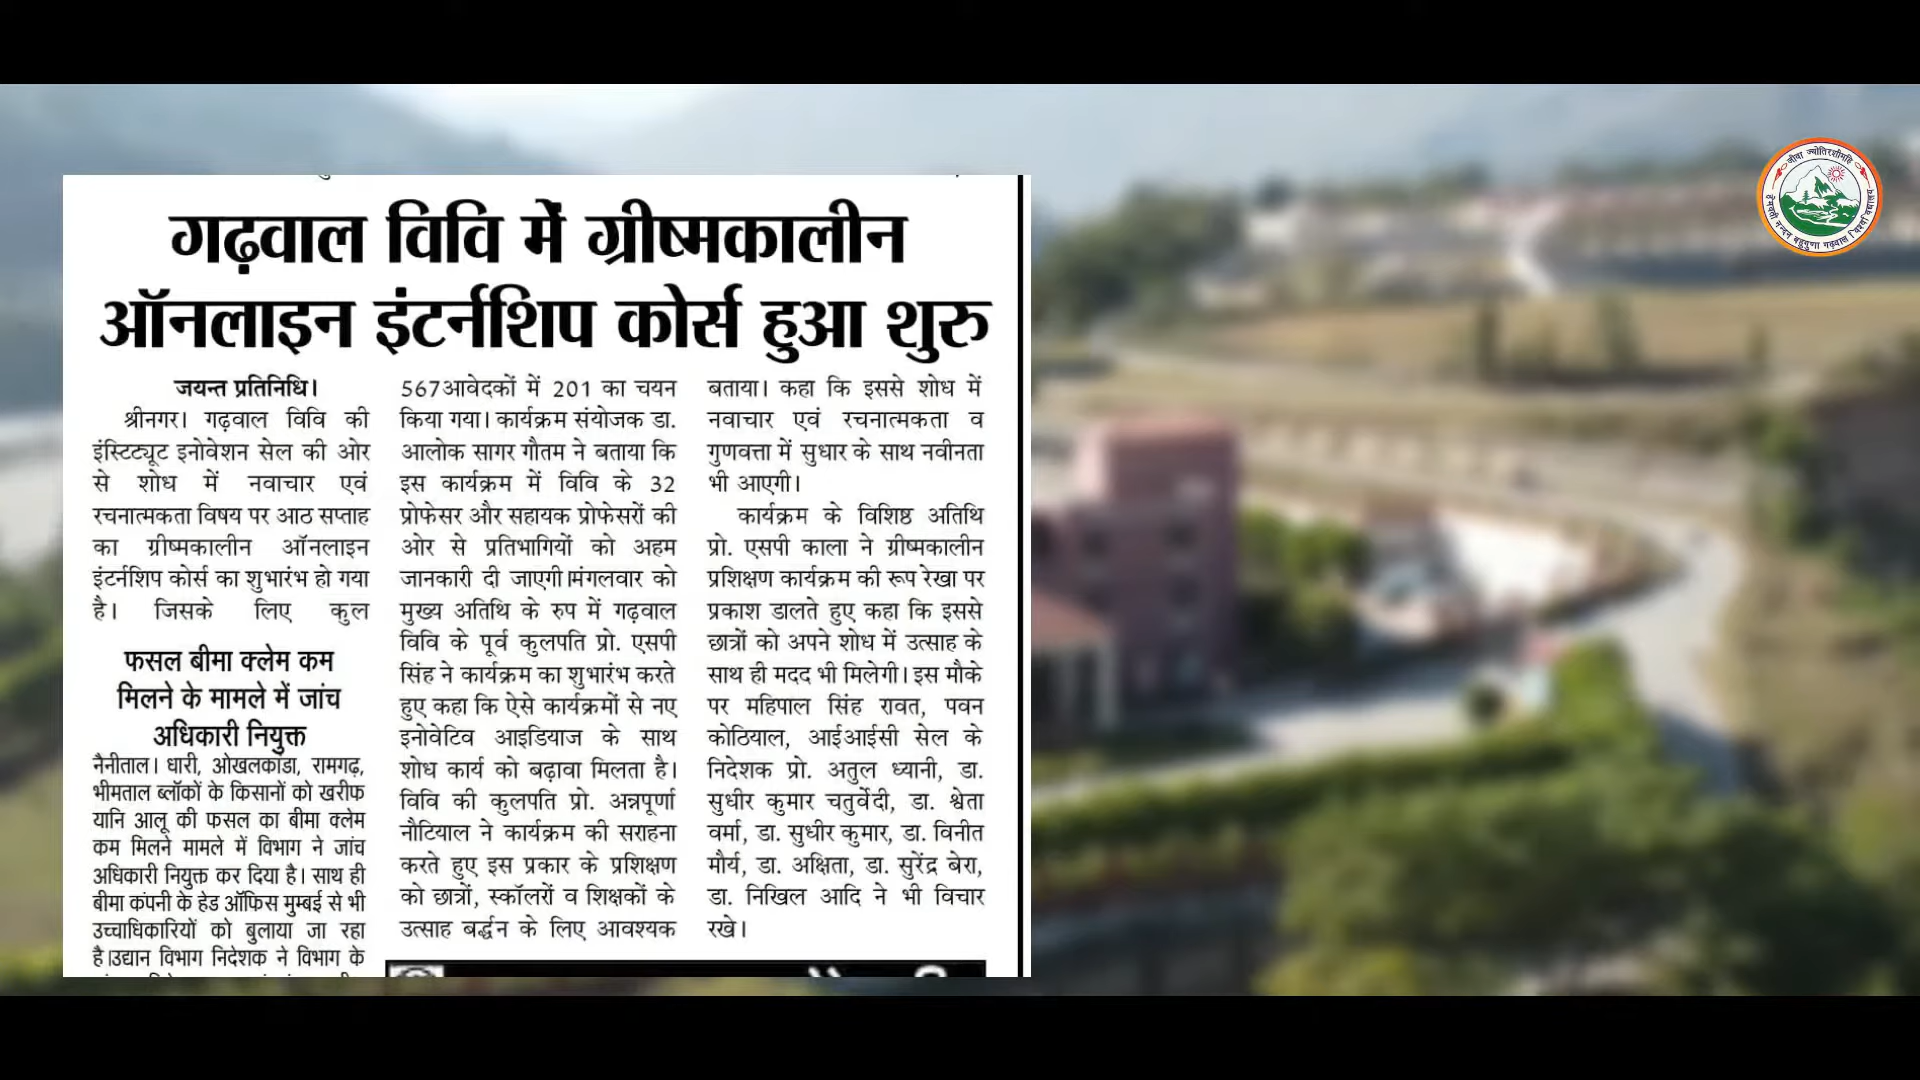 गढ़वाल विवि में ग्रीष्मकालीन
ऑनलाइन इंटर्नशिप कोर्स हुआ शुरु
जयन्त प्रतिनिधि।
श्रीनगर। गढ़वाल विवि की
इंस्टिट्यूट इनोवेशन सेल की ओर
से शोध में नवाचार एवं
रचनात्मकता विषय पर आठ सप्ताह
का ग्रीष्मकालीन ऑनलाइन
इंटर्नशिप कोर्स का शुभारंभ हो गया
है। जिसके लिए कुल
567आवेदकों में 201 का चयन
किया गया। कार्यक्रम संयोजक डा.
आलोक सागर गौतम ने बताया कि
इस कार्यक्रम में विवि के 32
प्रोफेसर और सहायक प्रोफेसरों की
ओर से प्रतिभागियों को अहम
जानकारी दी जाएगी।मंगलवार को
मुख्य अतिथि के रुप में गढ़वाल
विवि के पूर्व कुलपति प्रो. एसपी
सिंह ने कार्यक्रम का शुभारंभ करते
हुए कहा कि ऐसे कार्यक्रमों से नए
इनोवेटिव आइडियाज के साथ
शोध कार्य को बढ़ावा मिलता है।
विवि की कुलपति प्रो. अन्नपूर्णा
नौटियाल ने कार्यक्रम की सराहना
करते हुए इस प्रकार के प्रशिक्षण
को छात्रों, स्कॉलरों व शिक्षकों के
उत्साह बर्द्धन के लिए आवश्यक
बताया। कहा कि इससे शोध में
नवाचार एवं रचनात्मकता व
गुणवत्ता में सुधार के साथ नवीनता
भी आएगी।
कार्यक्रम के विशिष्ठ अतिथि
प्रो. एसपी काला ने ग्रीष्मकालीन
प्रशिक्षण कार्यक्रम की रूप रेखा पर
प्रकाश डालते हुए कहा कि इससे
छात्रों को अपने शोध में उत्साह के
साथ ही मदद भी मिलेगी। इस मौके
पर महिपाल सिंह रावत, पवन
कोठियाल, आईआईसी सेल के
निदेशक प्रो. अतुल ध्यानी, डा.
सुधीर कुमार चतुर्वेदी, डा. श्वेता
वर्मा, डा. सुधीर कुमार, डा. विनीत
मौर्य, डा. अक्षिता, डा. सुरेंद्र बेरा,
डा. निखिल आदि ने भी विचार
रखे।
फसल बीमा क्लेम कम
मिलने के मामले में जांच
अधिकारी नियुक्त
नैनीताल। धारी, ओखलकांडा, रामगढ़,
भीमताल ब्लॉकों के किसानों को खरीफ
यानि आलू की फसल का बीमा क्लेम
कम मिलने मामले में विभाग ने जांच
अधिकारी नियुक्त कर दिया है। साथ ही
बीमा कंपनी के हेड ऑफिस मुम्बई से भी
उच्चाधिकारियों को बुलाया जा रहा
है।उद्यान विभाग निदेशक ने विभाग के
हेमवती नन्दन बहुगुणा गढ़वाल विश्वविद्यालय